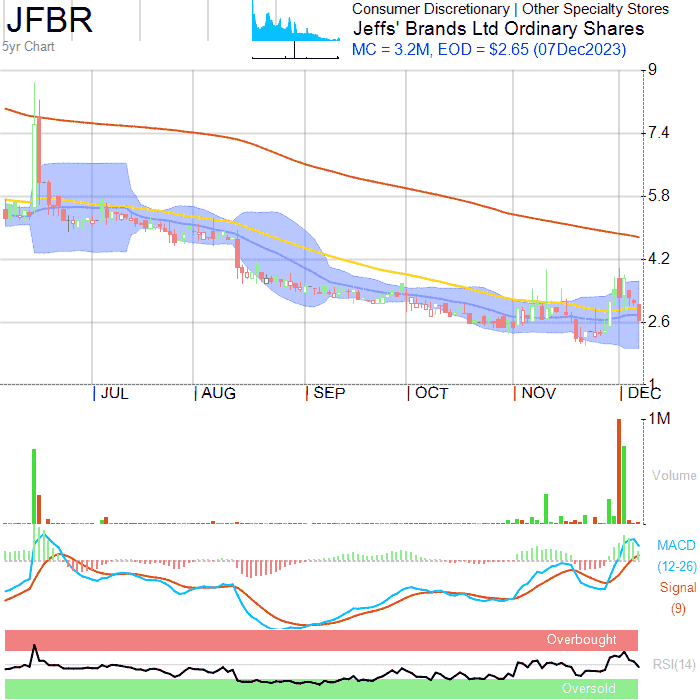 JFBR
5yr Chart
Consumer Discretionary | Other Specialty Stores
Jeffs' Brands Ltd Ordinary Shares
MC = 3.2M, EOD = $2.65 (07Dec2023)
9
7.4
5.8
4.2
2.6
1
JUL
AUG
SEP
OCT
NOV
DEC
1M
Volume
MACD
(12-26)
Signal
(9)
Overbought
RSI(14)
Oversold